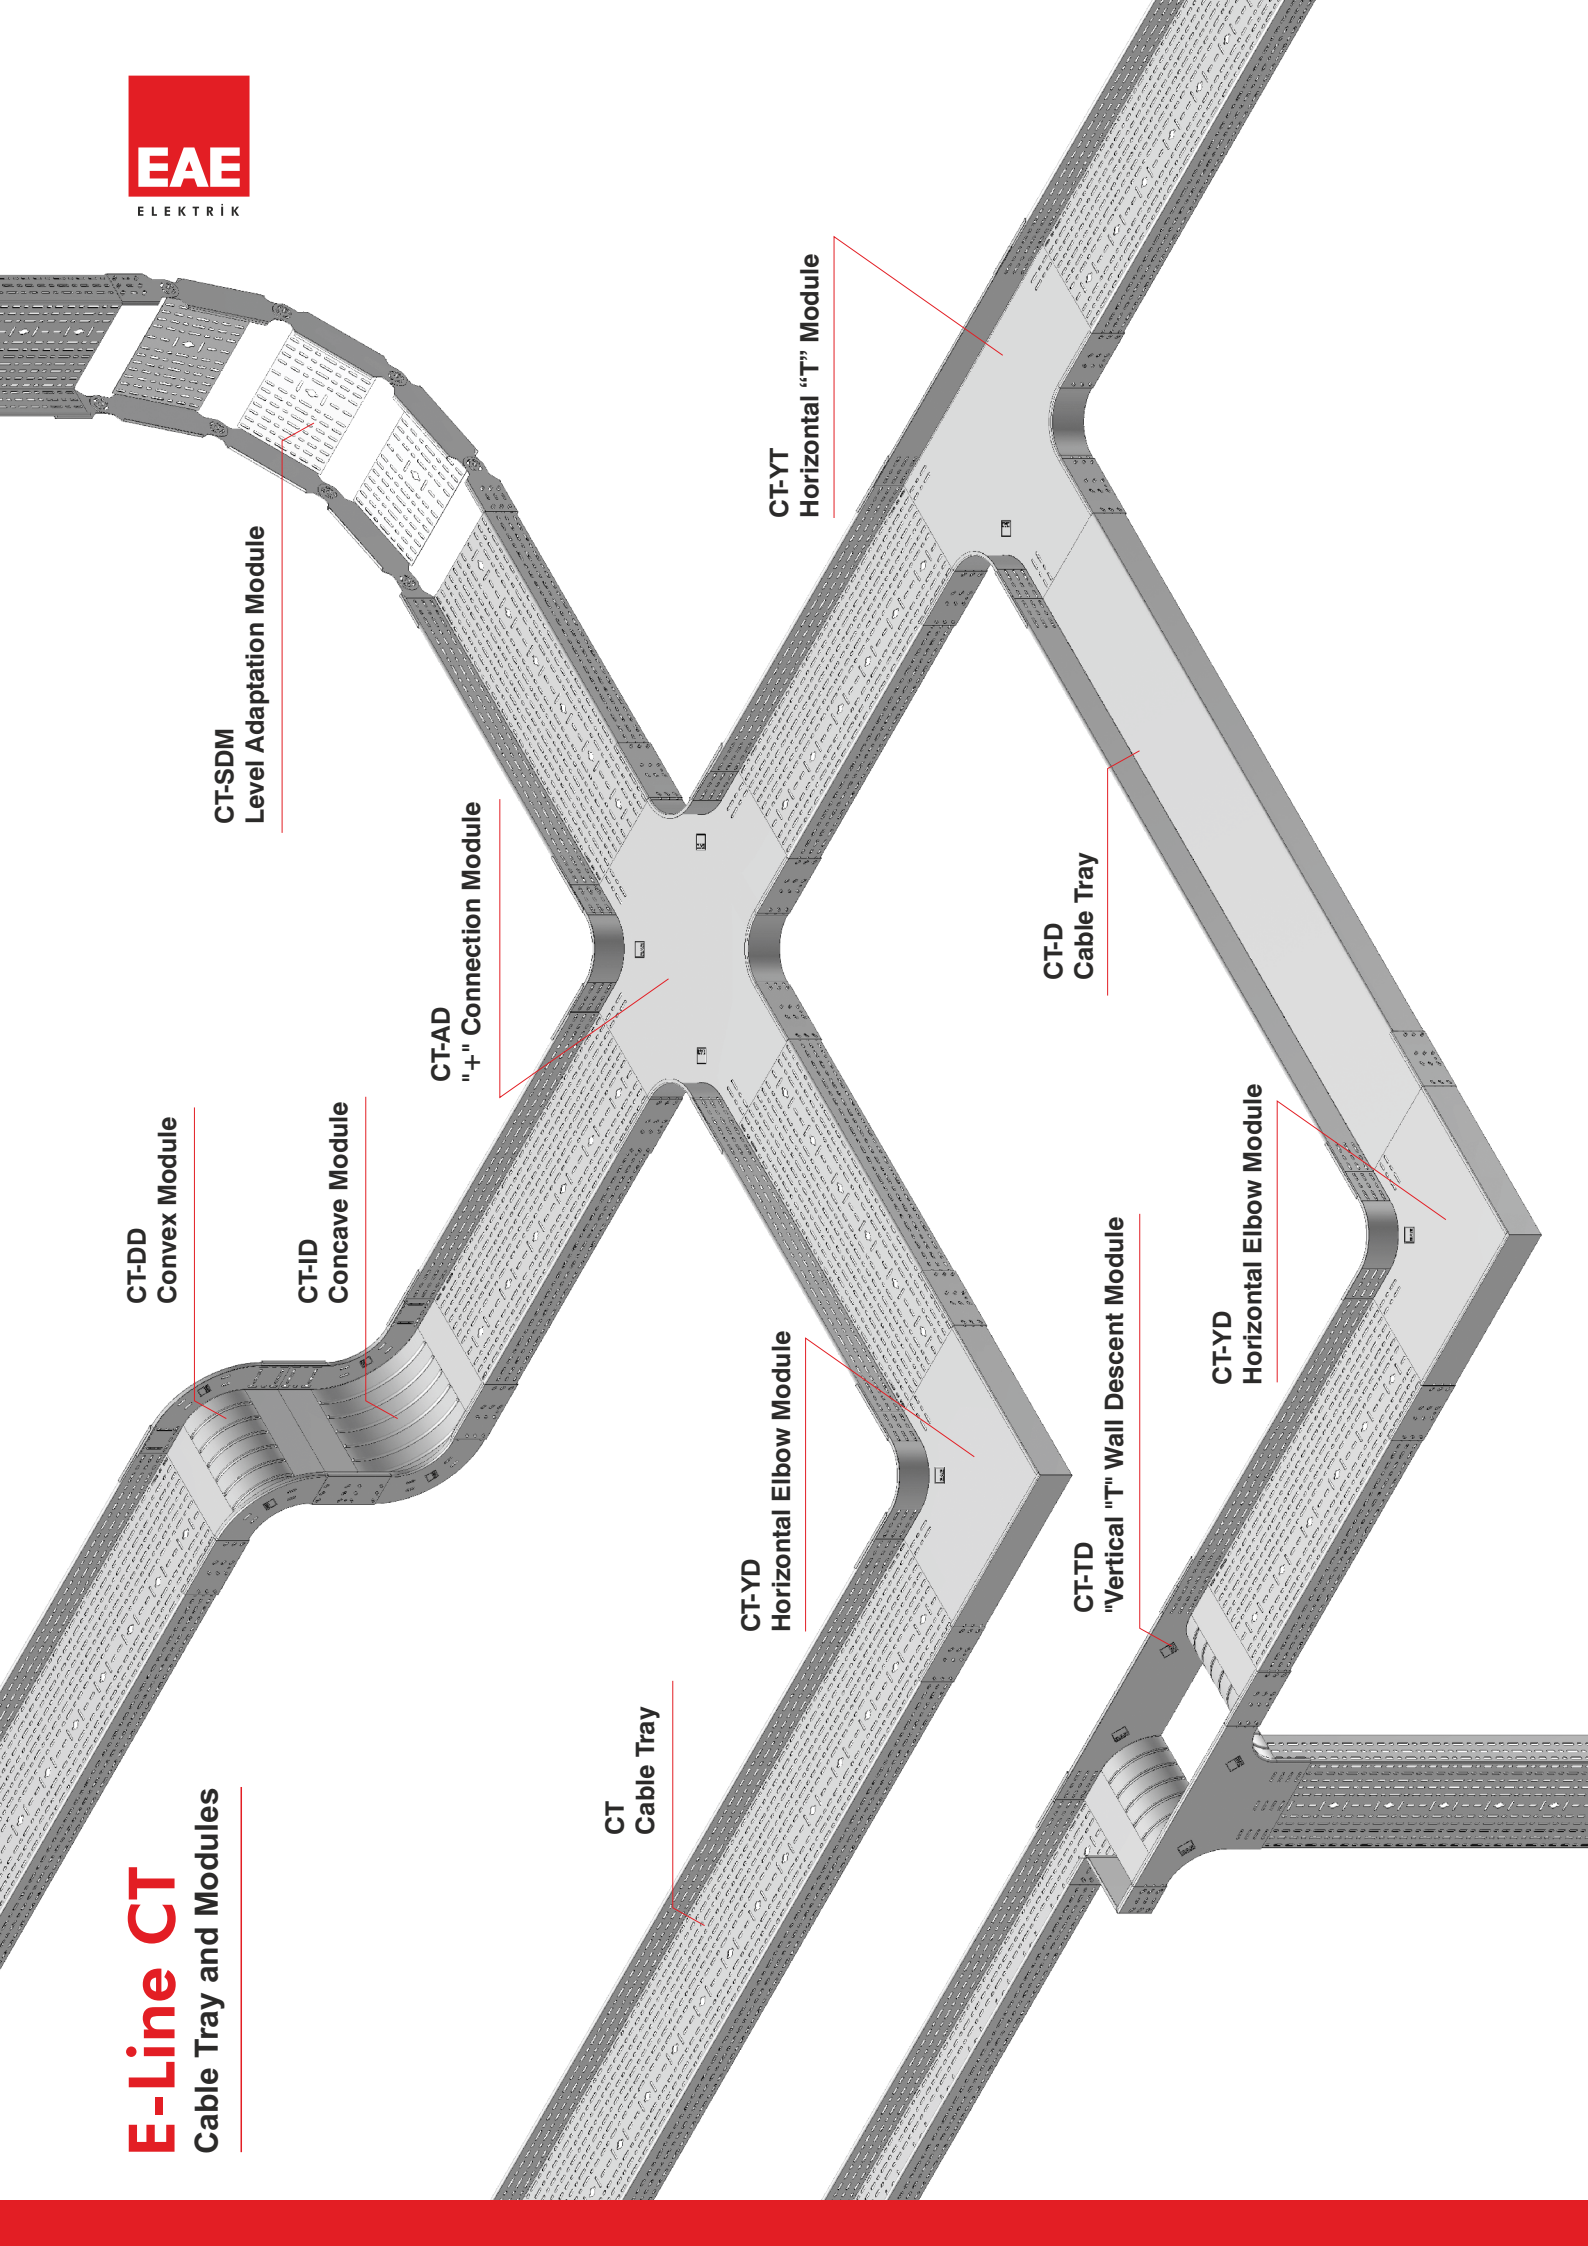 E-Line CT
Cable Tray and Modules
EAE
ELEKTRİK
CT-DD
Convex Module
CT-ID
Concave Module
CT-SDM
Level Adaptation Module
CT-AD
"+" Connection Module
CT
Cable Tray
CT-YD
Horizontal Elbow Module
CT-YT
Horizontal “T” Module
CT-D
Cable Tray
CT-TD
"Vertical "T" Wall Descent Module
CT-YD
Horizontal Elbow Module